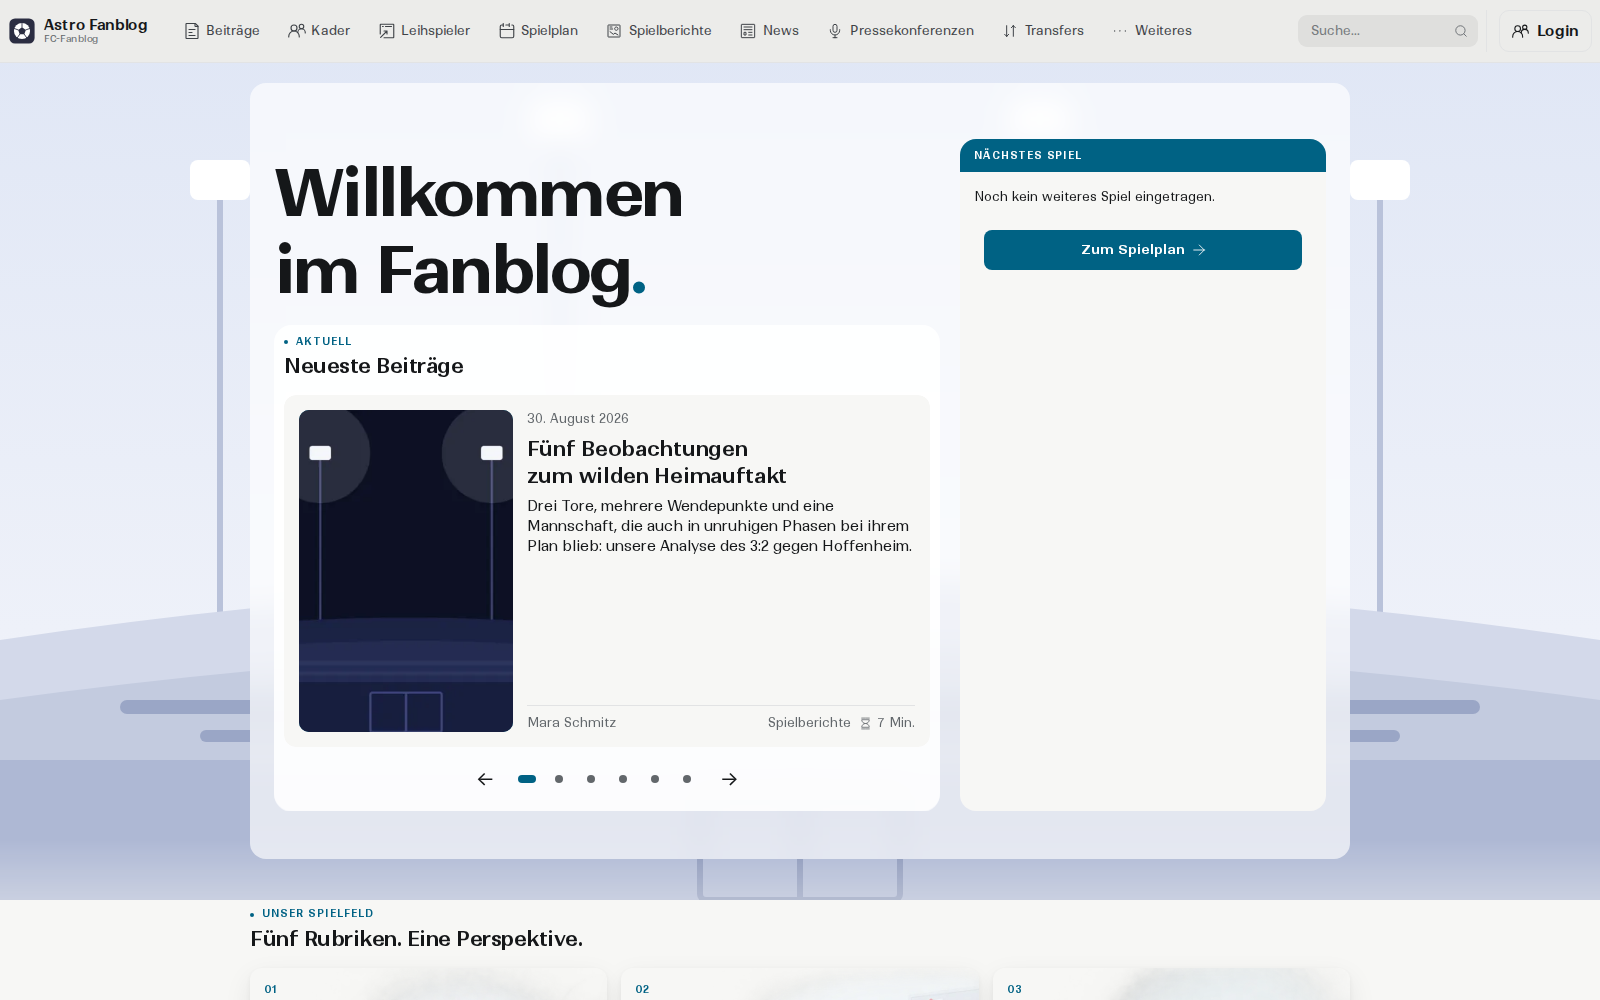 Astro Fanblog
FC-Fanblog
Beiträge
Kader
Leihspieler
Spielplan
Spielberichte
News
Pressekonferenzen
Transfers
Weiteres
Suche...
Login
Willkommen
im Fanblog.
AKTUELL
Neueste Beiträge
30. August 2026
Fünf Beobachtungen
zum wilden Heimauftakt
Drei Tore, mehrere Wendepunkte und eine
Mannschaft, die auch in unruhigen Phasen bei ihrem
Plan blieb: unsere Analyse des 3:2 gegen Hoffenheim.
Mara Schmitz
Spielberichte
7 Min.
NÄCHSTES SPIEL
Noch kein weiteres Spiel eingetragen.
Zum Spielplan
UNSER SPIELFELD
Fünf Rubriken. Eine Perspektive.
01
02
03